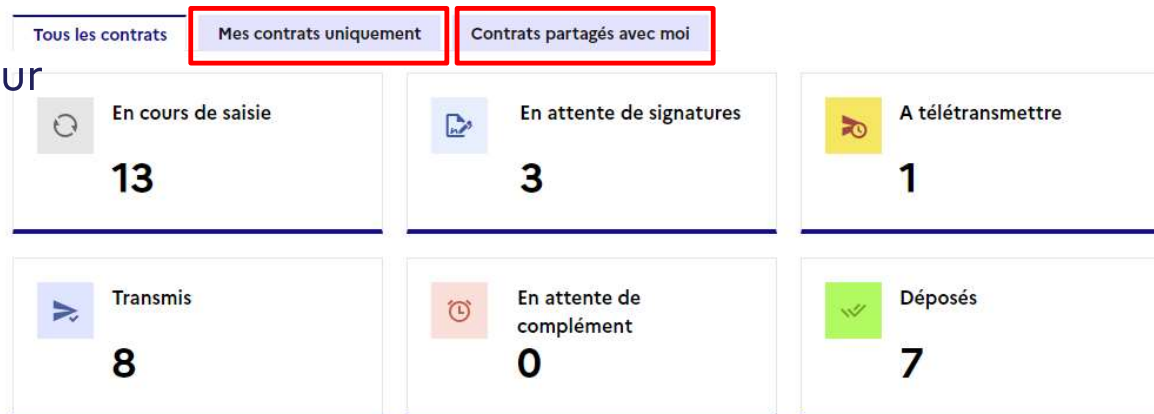 Tous les contrats Mes contrats uniquement Contrats partagés avec moi
ur
En cours de saisie
13
En attente de signatures
3
A télétransmettre
1
Transmis
8
En attente de
complément
0
Déposés
7